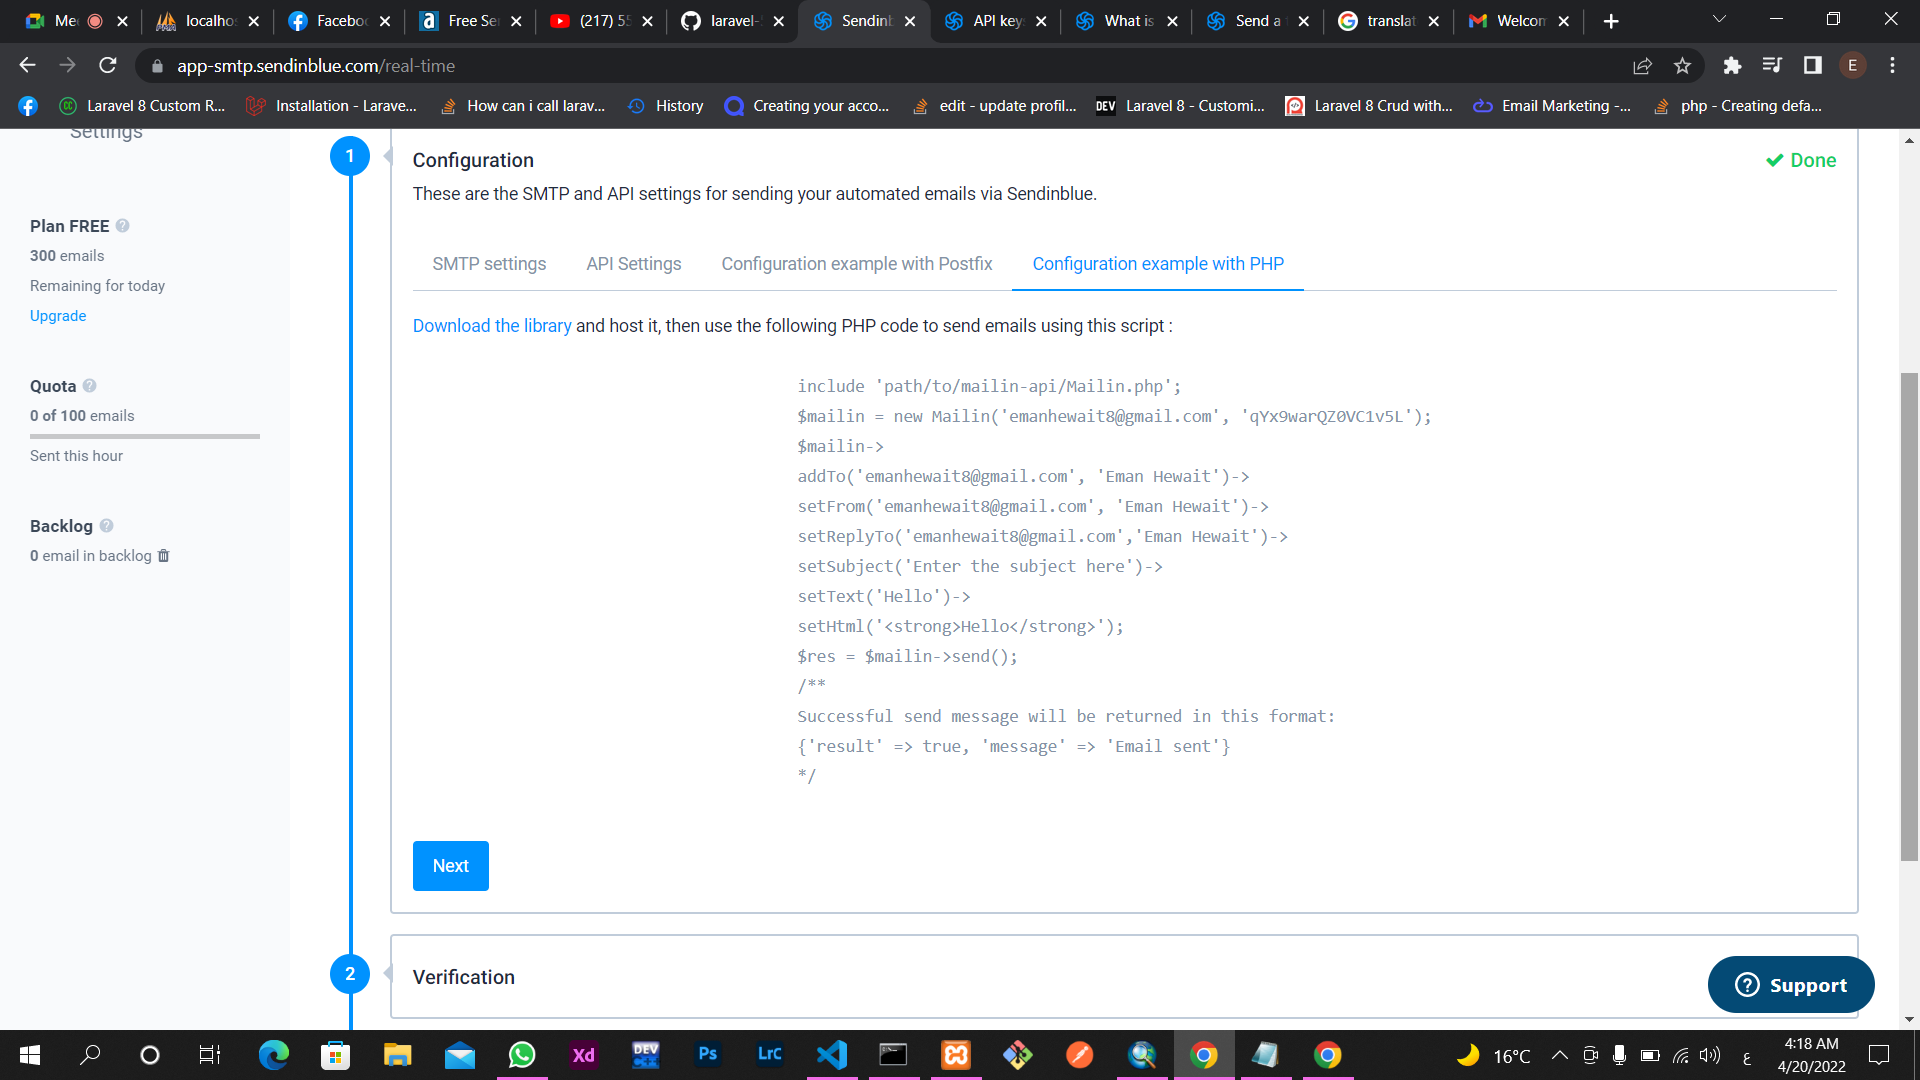 Mee
localho
Facebo
Free Se
(217) 55
laravel-
Sendinb
API key
What is
Send a
translat
Welcom
app-smtp.sendinblue.com/real-time
E
Laravel 8 Custom R...
Installation - Larave...
How can i call larav...
History
Creating your acco...
edit - update profil...
DEV Laravel 8 - Customi...
Laravel 8 Crud with...
Email Marketing -...
php - Creating defa...
Settings
Plan FREE
300 emails
Remaining for today
Upgrade
Quota
0 of 100 emails
Sent this hour
Backlog
0 email in backlog
1
Configuration
Done
These are the SMTP and API settings for sending your automated emails via Sendinblue.
SMTP settings
API Settings
Configuration example with Postfix
Configuration example with PHP
Download the library and host it, then use the following PHP code to send emails using this script :
include 'path/to/mailin-api/Mailin.php';
$mailin = new Mailin('emanhewait8@gmail.com', 'qYx9warQZ0VC1v5L');
$mailin->
addTo('emanhewait8@gmail.com', 'Eman Hewait')->
setFrom('emanhewait8@gmail.com', 'Eman Hewait')->
setReplyTo('emanhewait8@gmail.com','Eman Hewait')->
setSubject('Enter the subject here')->
setText('Hello')->
setHtml('<strong>Hello</strong>');
$res = $mailin->send();
/**
Successful send message will be returned in this format:
{'result' => true, 'message' => 'Email sent'}
*/
Next
2
Verification
Support
Xd
DEV
C++
Ps
LrC
16°C
ع
4:18 AM
4/20/2022